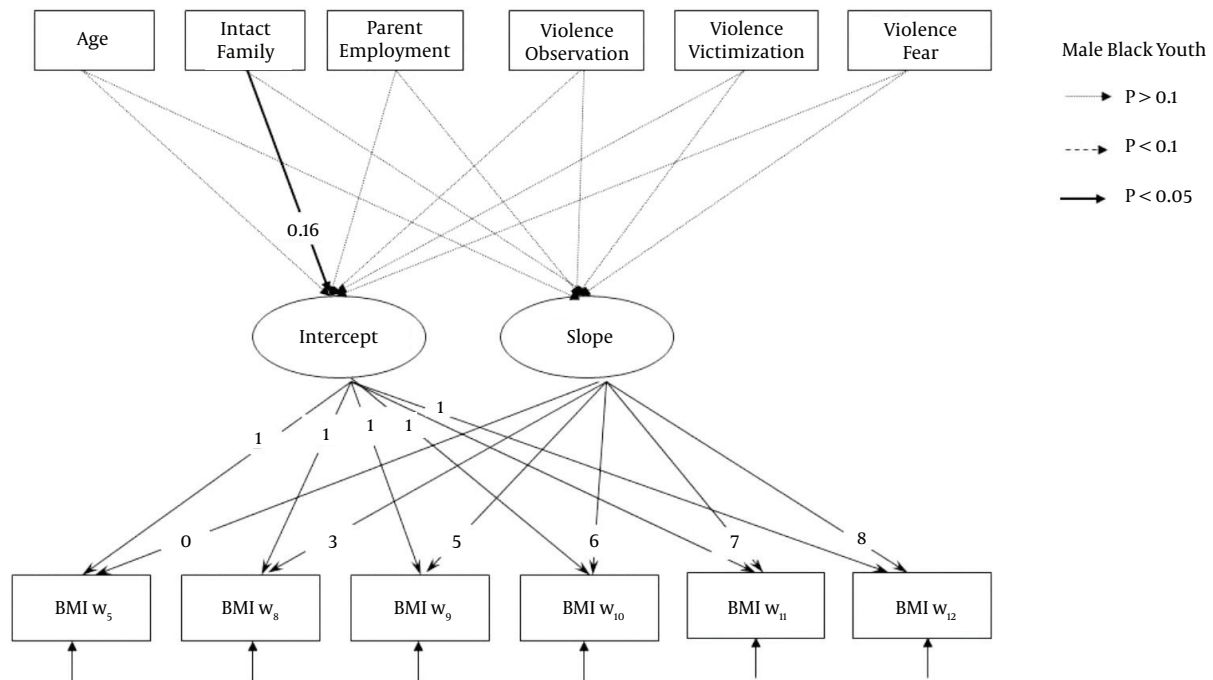 Age
Intact
Family
Parent
Employment
Violence
Observation
Violence
Victimization
Violence
Fear
Male Black Youth
P > 0.1
P < 0.1
P < 0.05
0.16
Intercept
Slope
1
1
1
1
1
0
3
5
6
7
8
BMI w₅
BMI w₈
BMI w₉
BMI w₁₀
BMI w₁₁
BMI w₁₂